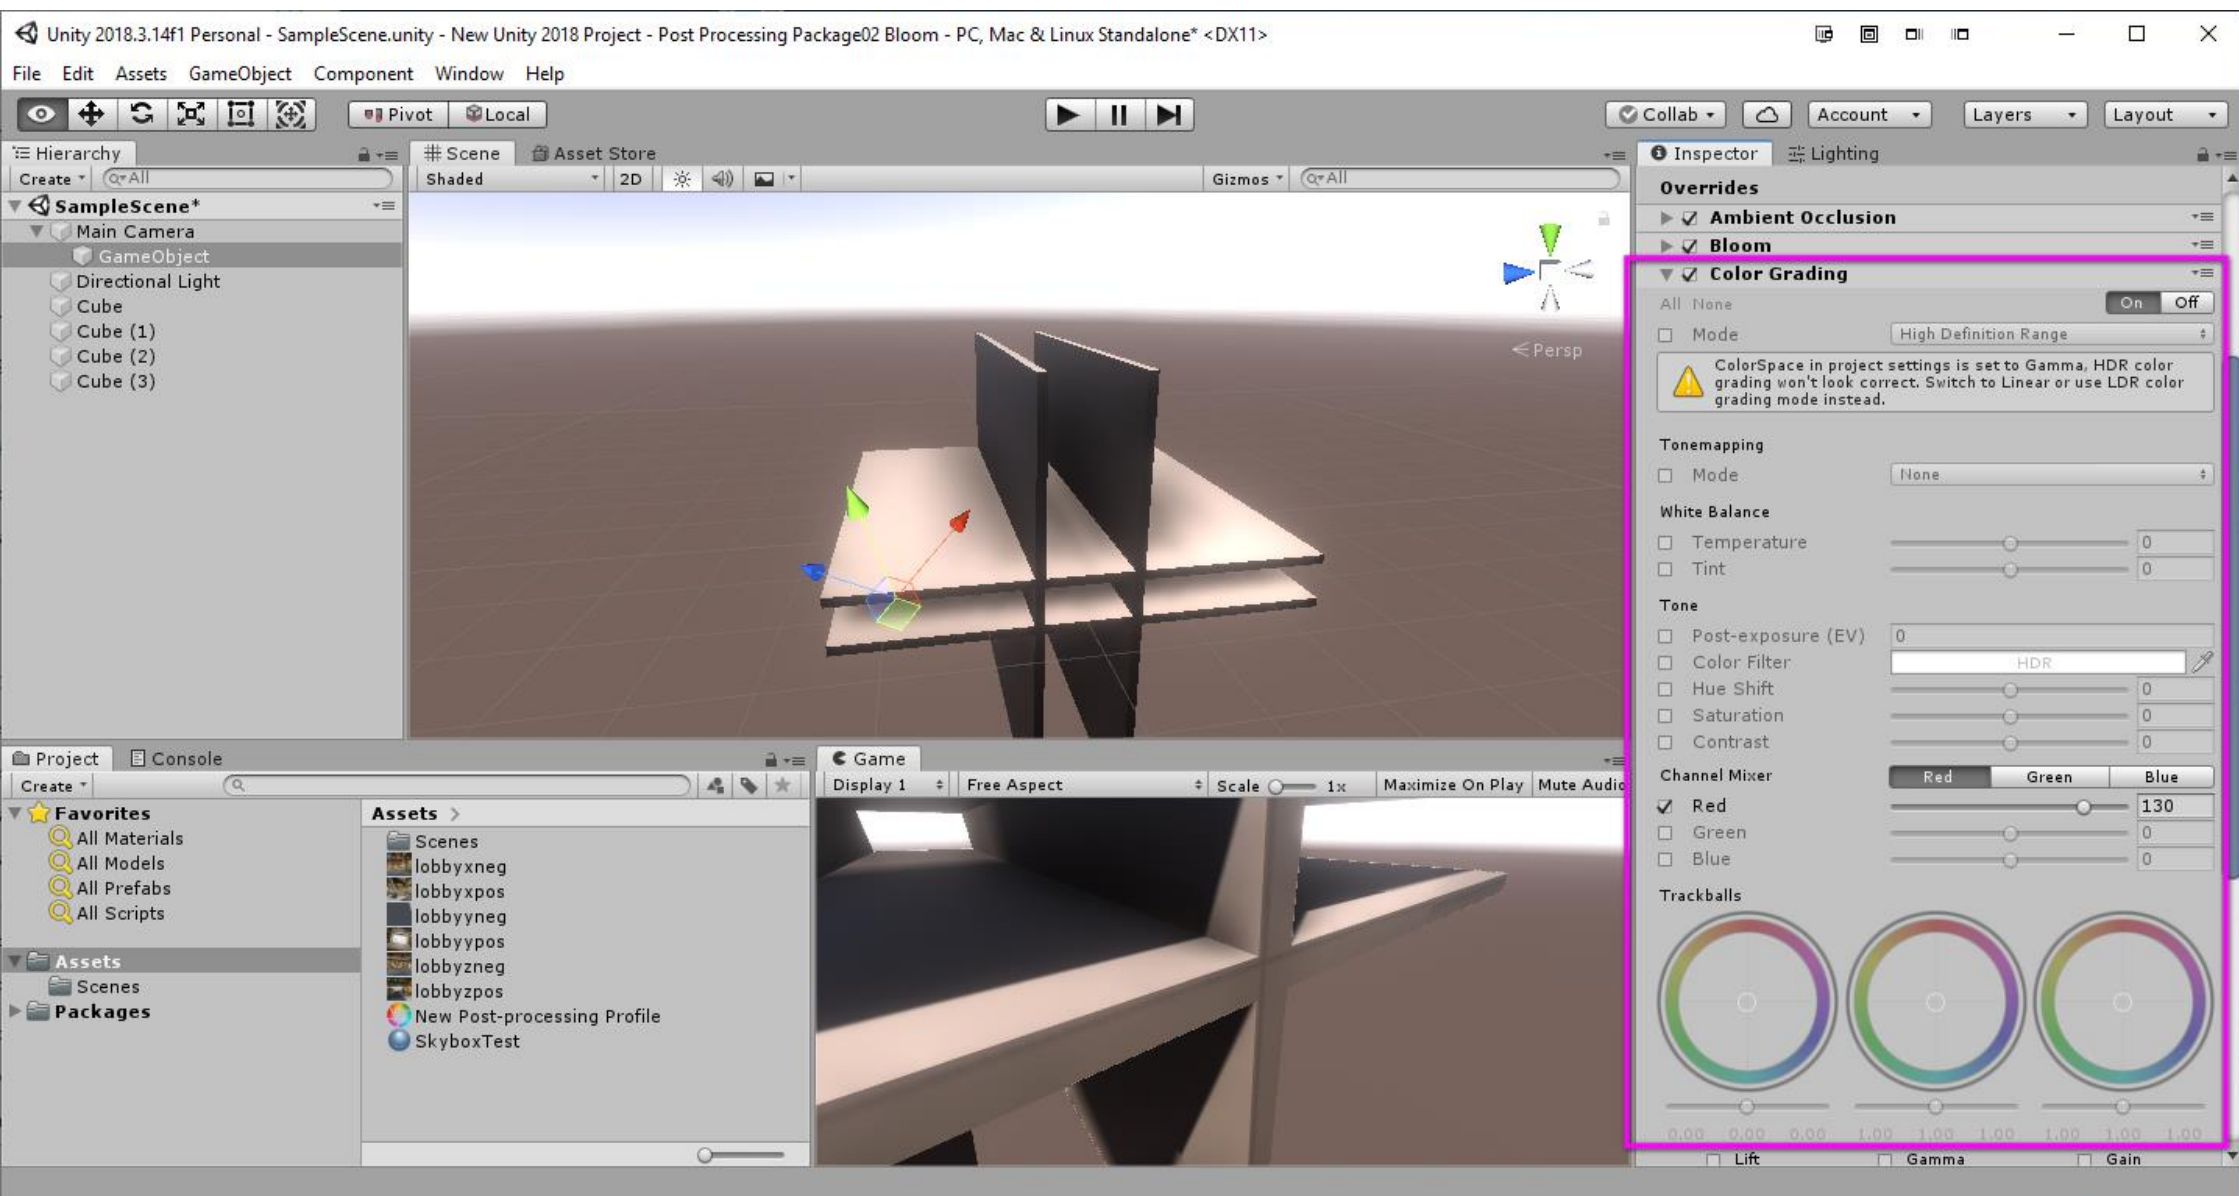 Unity 2018.3.14f1 Personal - SampleScene.unity - New Unity 2018 Project - Post Processing Package02 Bloom - PC, Mac & Linux Standalone* <DX11>
File Edit Assets GameObject Component Window Help
Pivot Local Collab Account Layers Layout
Hierarchy
Create All
SampleScene*
Main Camera
GameObject
Directional Light
Cube
Cube (1)
Cube (2)
Cube (3)
Scene Asset Store
Shaded 2D Gizmos All
Persp
Inspector Lighting
Overrides
Ambient Occlusion
Bloom
Color Grading
All None On Off
Mode High Definition Range
ColorSpace in project settings is set to Gamma, HDR color
grading won't look correct. Switch to Linear or use LDR color
grading mode instead.
Tonemapping
Mode None
White Balance
Temperature 0
Tint 0
Tone
Post-exposure (EV) 0
Color Filter HDR
Hue Shift 0
Saturation 0
Contrast 0
Channel Mixer Red Green Blue
Red 130
Green 0
Blue 0
Trackballs
0.00 0.00 0.00 1.00 1.00 1.00 1.00 1.00 1.00
Lift Gamma Gain
Project Console
Create
Favorites
All Materials
All Models
All Prefabs
All Scripts
Assets
Scenes
Packages
Assets >
Scenes
lobbyxneg
lobbyxpos
lobbyyneg
lobbyypos
lobbyzneg
lobbyzpos
New Post-processing Profile
SkyboxTest
Game
Display 1 Free Aspect Scale 1x Maximize On Play Mute Audio